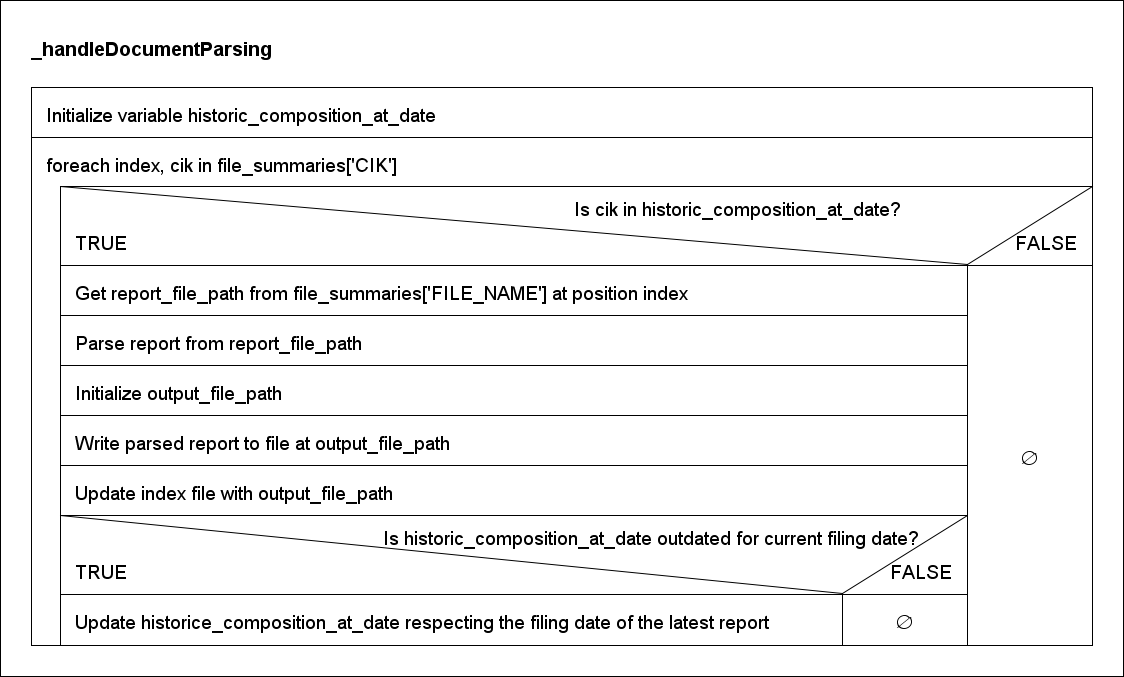 _handleDocumentParsing
Initialize variable historic_composition_at_date
foreach index, cik in file_summaries['CIK']
Is cik in historic_composition_at_date?
TRUE
FALSE
Get report_file_path from file_summaries['FILE_NAME'] at position index
Parse report from report_file_path
Initialize output_file_path
Write parsed report to file at output_file_path
∅
Update index file with output_file_path
Is historic_composition_at_date outdated for current filing date?
TRUE
FALSE
Update historice_composition_at_date respecting the filing date of the latest report
∅